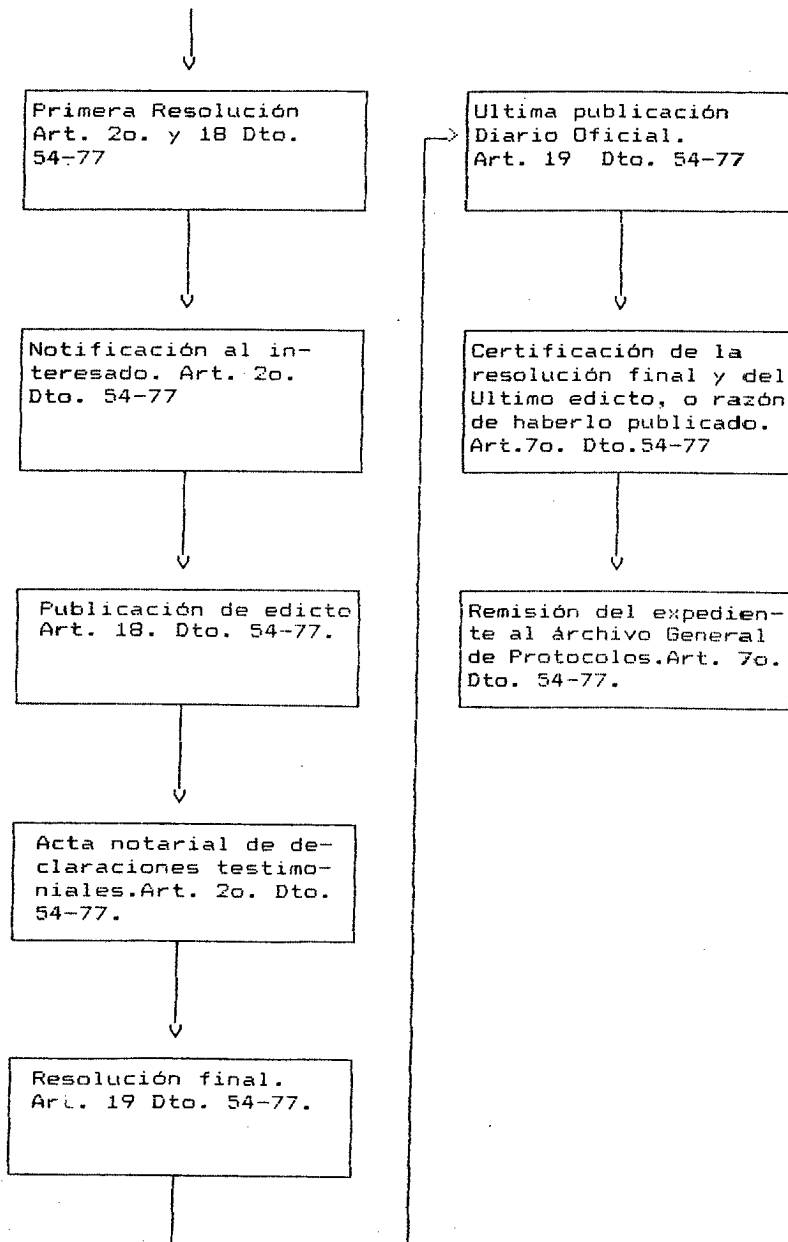 Primera Resolución
Art. 2o. y 18 Dto.
54-77
Notificación al in-
teresado. Art. 2o.
Dto. 54-77
Publicación de edicto
Art. 18. Dto. 54-77.
Acta notarial de de-
claraciones testimo-
niales.Art. 2o. Dto.
54-77.
Resolución final.
Art. 19 Dto. 54-77.
Ultima publicación
Diario Oficial.
Art. 19 Dto. 54-77
Certificación de la
resolución final y del
Ultimo edicto, o razón
de haberlo publicado.
Art.7o. Dto.54-77
Remisión del expedien-
te al árchivo General
de Protocolos.Art. 7o.
Dto. 54-77.